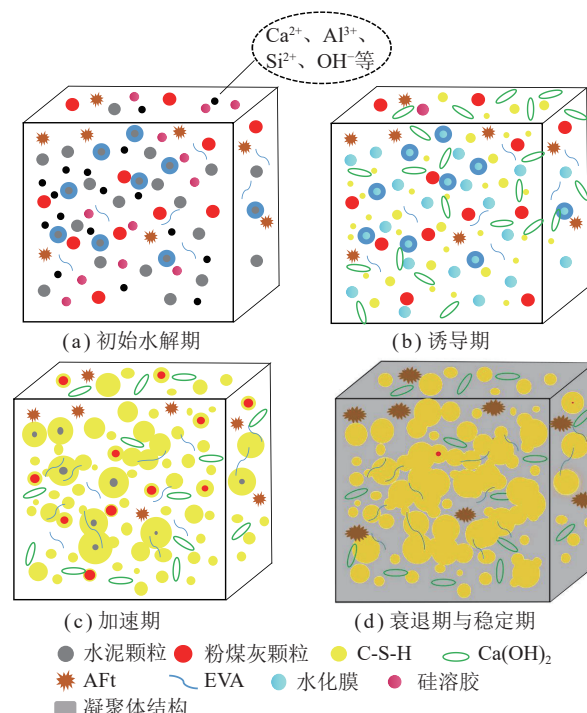 Ca²⁺、Al³⁺、
Si²⁺、OH⁻等
(a) 初始水解期
(b) 诱导期
(c) 加速期
(d) 衰退期与稳定期
水泥颗粒 粉煤灰颗粒 C-S-H Ca(OH)₂
AFt EVA 水化膜 硅溶胶
凝聚体结构